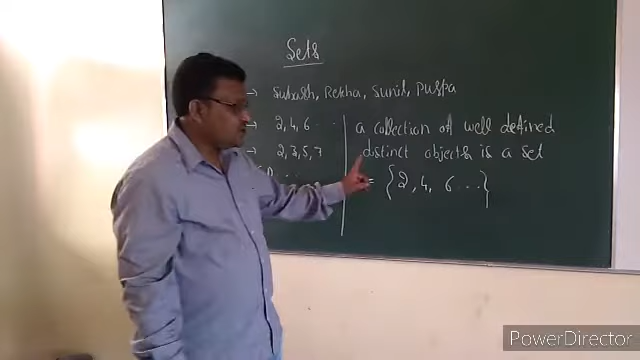 Sets
→ Subash, Rekha, Sunil, Puspa
→ 2, 4, 6 ...
→ 2, 3, 5, 7
a collection of well defined
distinct objects is a set
= {2, 4, 6 ...}
PowerDirector